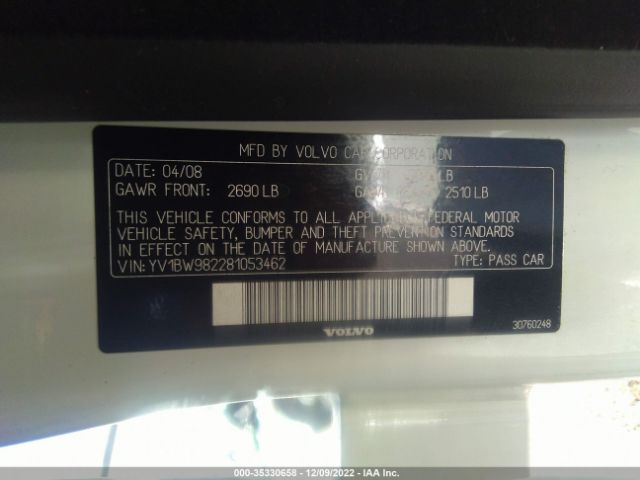 MFD BY VOLVO CAR CORPORATION
DATE: 04/08 LB
GAWR FRONT: 2690 LB 2510 LB
THIS VEHICLE CONFORMS TO ALL FEDERAL MOTOR
VEHICLE SAFETY, BUMPER AND THEFT PREVENTION STANDARDS
IN EFFECT ON THE DATE OF MANUFACTURE SHOWN ABOVE.
VIN: YV1BW982281053462 TYPE: PASS CAR
VOLVO 30760248
000-35330658 - 12/09/2022 - IAA Inc.